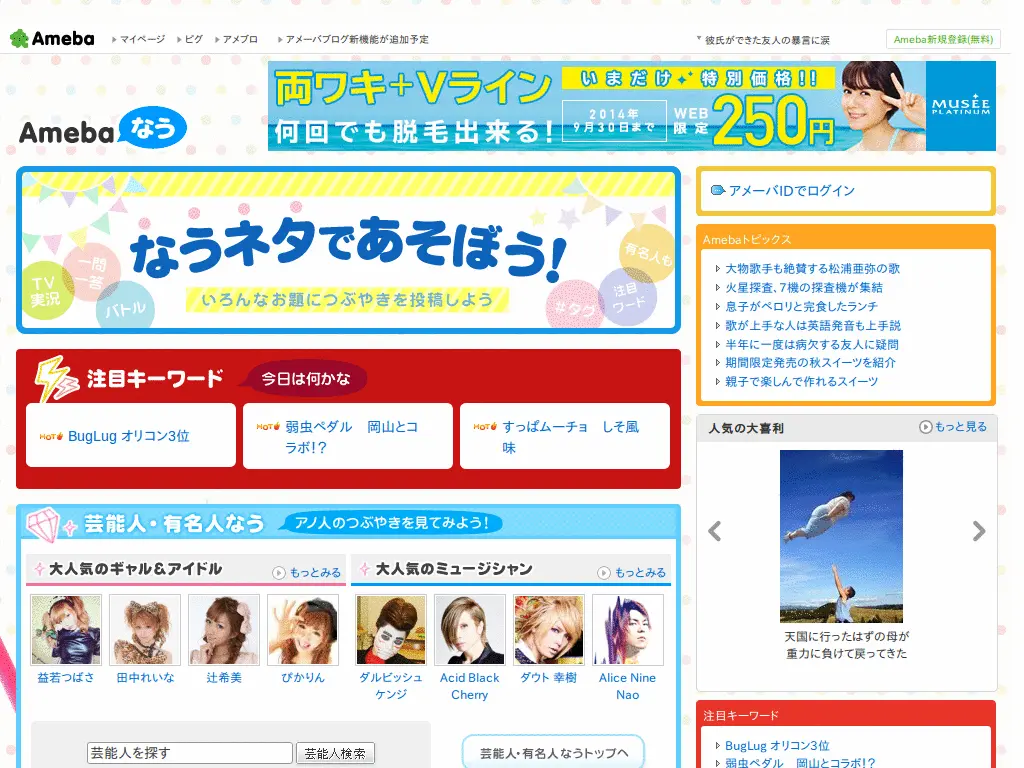 Ameba
マイページ
ピグ
アメブロ
アメーバブログ新機能が追加予定
彼氏ができた友人の暴言に涙
Ameba新規登録(無料)
Amebaなう
両ワキ+Vライン
何回でも脱毛出来る!
いまだけ 特別価格!!
2014年
9月30日まで
WEB
限定
250円
MUSÉE
PLATINUM
なうネタであそぼう!
いろんなお題につぶやきを投稿しよう
TV
実況
一問
一答
バトル
#タグ
注目
ワード
有名人も
アメーバIDでログイン
Amebaトピックス
大物歌手も絶賛する松浦亜弥の歌
火星探査、7機の探査機が集結
息子がペロリと完食したランチ
歌が上手な人は英語発音も上手説
半年に一度は病欠する友人に疑問
期間限定発売の秋スイーツを紹介
親子で楽しんで作れるスイーツ
注目キーワード
今日は何かな
HOT BugLug オリコン3位
HOT 弱虫ペダル 岡山とコ
ラボ!?
HOT すっぱムーチョ しそ風
味
人気の大喜利
もっと見る
天国に行ったはずの母が
重力に負けて戻ってきた
芸能人・有名人なう
アノ人のつぶやきを見てみよう!
大人気のギャル&アイドル
もっとみる
大人気のミュージシャン
もっとみる
益若つばさ
田中れいな
辻希美
ぴかりん
ダルビッシュ
ケンジ
Acid Black
Cherry
ダウト 幸樹
Alice Nine
Nao
芸能人を探す
芸能人検索
芸能人・有名人なうトップへ
注目キーワード
BugLug オリコン3位
弱虫ペダル 岡山とコラボ!?